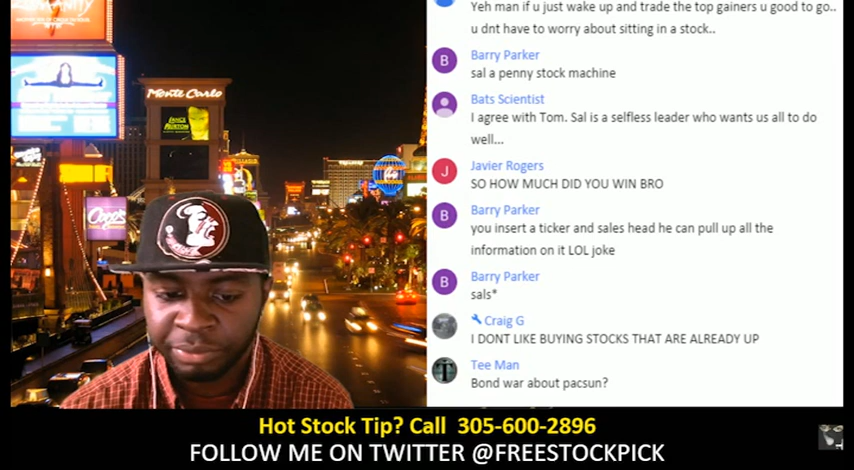 HUMANITY
Monte Carlo
LANCE
BURTON
Coco's
Yeh man if u just wake up and trade the top gainers u good to go..
u dnt have to worry about sitting in a stock..
B
Barry Parker
sal a penny stock machine
Bats Scientist
I agree with Tom. Sal is a selfless leader who wants us all to do
well...
J
Javier Rogers
SO HOW MUCH DID YOU WIN BRO
B
Barry Parker
you insert a ticker and sales head he can pull up all the
information on it LOL joke
B
Barry Parker
sals*
Craig G
I DONT LIKE BUYING STOCKS THAT ARE ALREADY UP
T
Tee Man
Bond war about pacsun?
Hot Stock Tip? Call 305-600-2896
FOLLOW ME ON TWITTER @FREESTOCKPICK